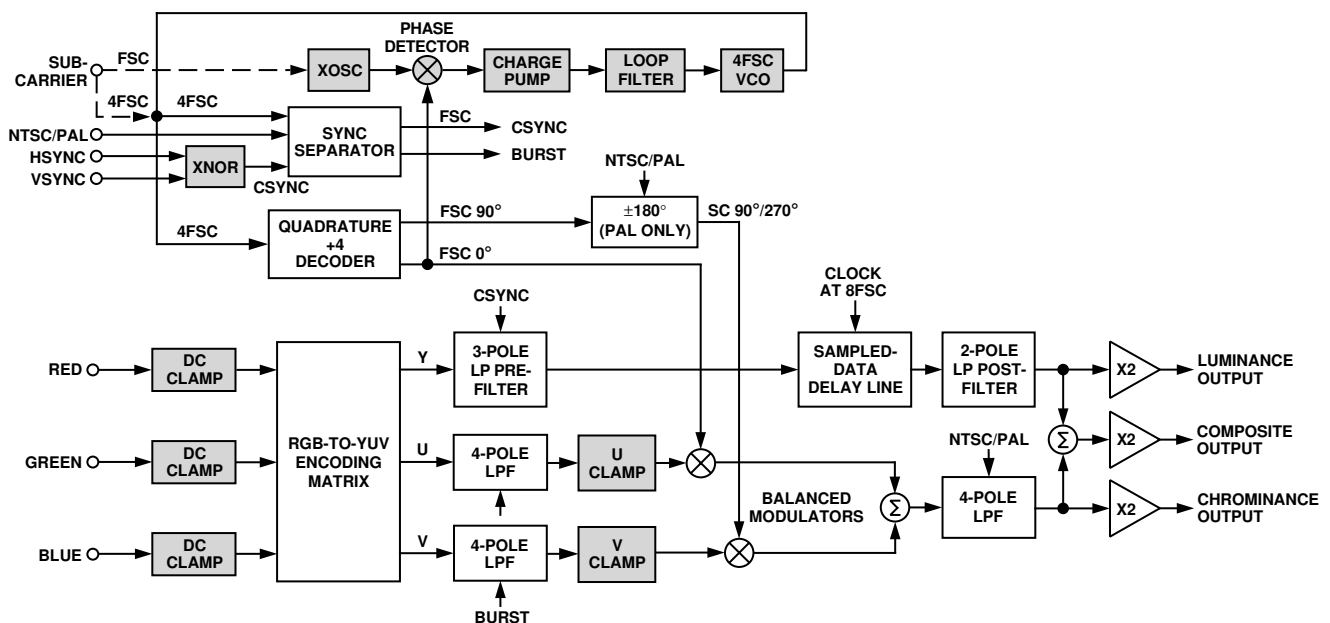 PHASE
DETECTOR
SUB-
CARRIER
FSC
XOSC
CHARGE
PUMP
LOOP
FILTER
4FSC
VCO
4FSC
4FSC
NTSC/PAL
HSYNC
VSYNC
XNOR
CSYNC
SYNC
SEPARATOR
FSC
CSYNC
BURST
NTSC/PAL
4FSC
QUADRATURE
+4
DECODER
FSC 90°
FSC 0°
±180°
(PAL ONLY)
SC 90°/270°
CLOCK
AT 8FSC
CSYNC
RED
DC
CLAMP
RGB-TO-YUV
ENCODING
MATRIX
Y
3-POLE
LP PRE-
FILTER
SAMPLED-
DATA
DELAY LINE
2-POLE
LP POST-
FILTER
X2
LUMINANCE
OUTPUT
GREEN
DC
CLAMP
U
4-POLE
LPF
U
CLAMP
NTSC/PAL
Σ
X2
COMPOSITE
OUTPUT
BALANCED
MODULATORS
Σ
4-POLE
LPF
X2
CHROMINANCE
OUTPUT
BLUE
DC
CLAMP
V
4-POLE
LPF
V
CLAMP
BURST